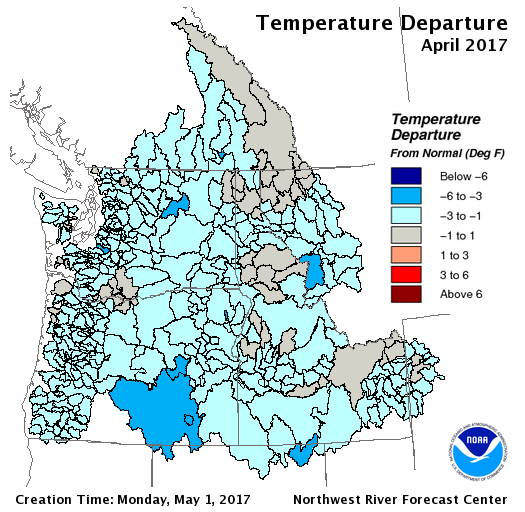 Temperature Departure
April 2017
Temperature
Departure
From Normal (Deg F)
Below -6
-6 to -3
-3 to -1
-1 to 1
1 to 3
3 to 6
Above 6
NOAA
Creation Time: Monday, May 1, 2017
Northwest River Forecast Center